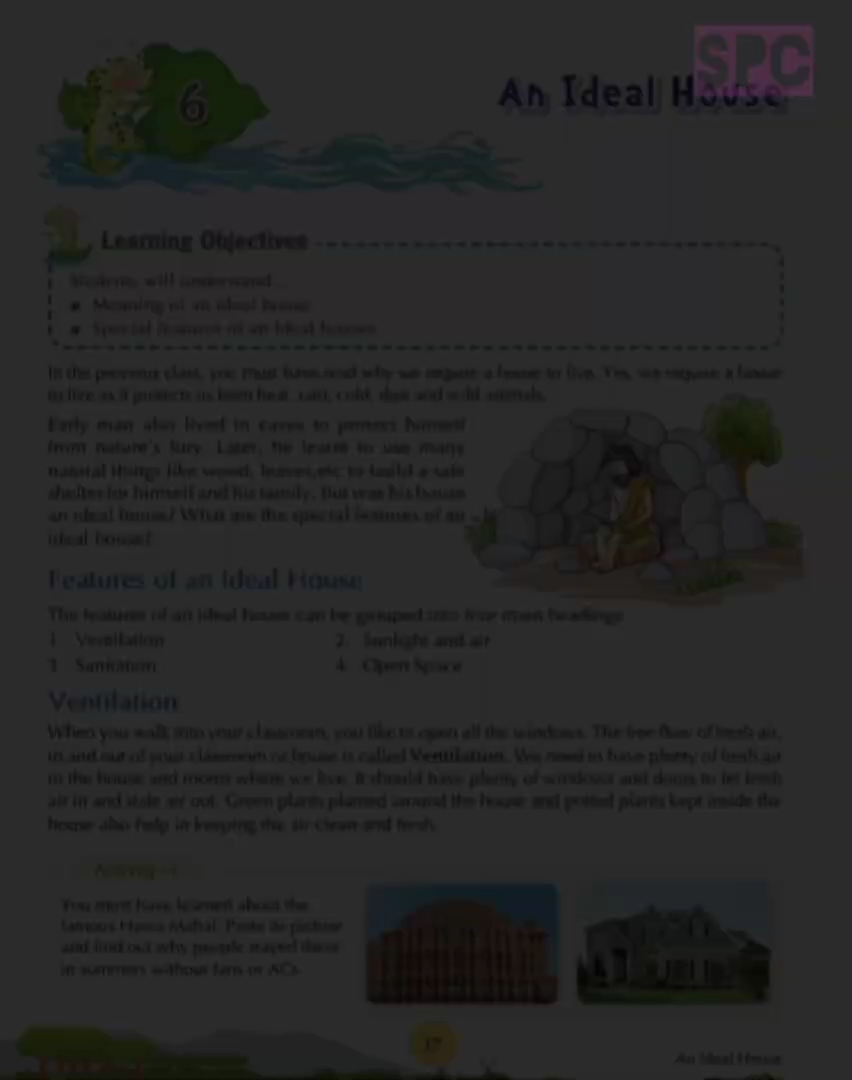 SPC
6
An Ideal House
Learning Objectives
Students will understand...
Meaning of an ideal house
Special features of an Ideal houses
In the previous class, you must have read why we require a house to live. Yes, we require a house
to live as it protects us from heat, rain, cold, dust and wild animals.
Early man also lived in caves to protect himself
from nature's fury. Later, he learnt to use many
natural things like wood, leaves,etc to build a safe
shelter for himself and his family. But was his house
an ideal house? What are the special features of an
ideal house?
Features of an Ideal House
The features of an ideal house can be grouped into four main headings
1. Ventilation 2. Sunlight and air
3. Sanitation 4. Open Space
Ventilation
When you walk into your classroom, you like to open all the windows. The free flow of fresh air,
in and out of your classroom or house is called Ventilation. We need to have plenty of fresh air
in the house and rooms where we live. It should have plenty of windows and doors to let fresh
air in and stale air out. Green plants planted around the house and potted plants kept inside the
house also help in keeping the air clean and fresh.
Activity - 1
You must have learned about the
famous Hawa Mahal. Paste its picture
and find out why people stayed there
in summers without fans or ACs
17
An Ideal House